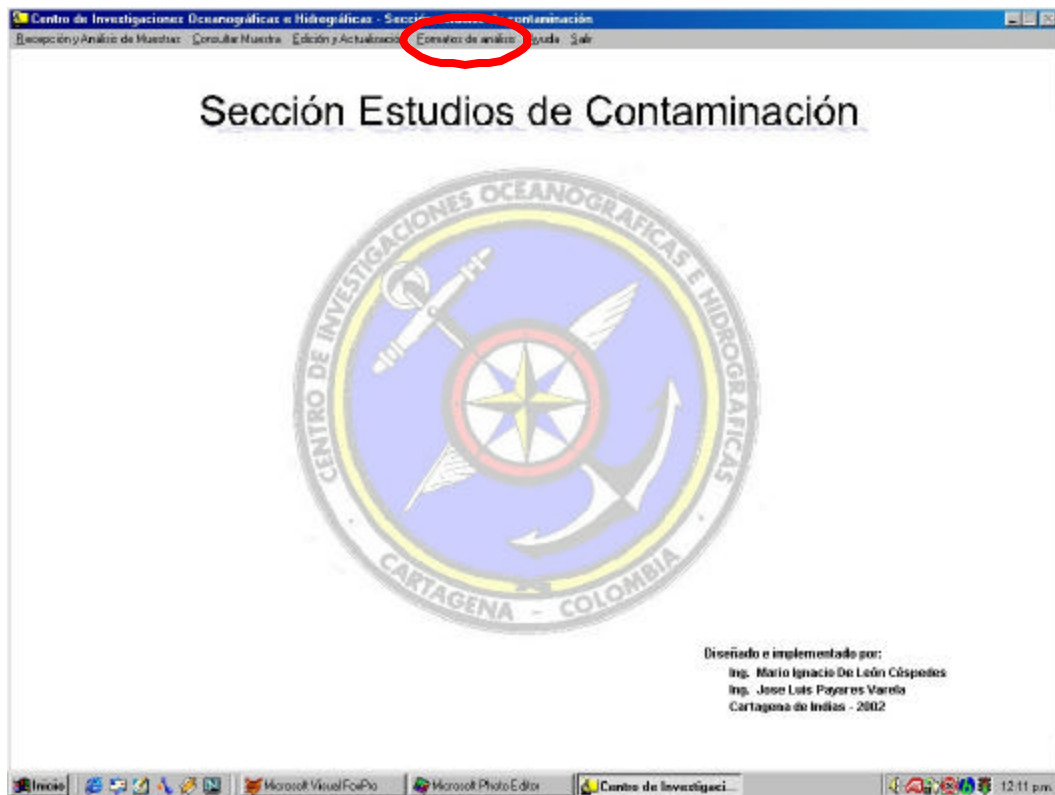 Centro de Investigaciones Oceanográficas e Hidrográficas - Sección contaminación
Recepción y Análisis de Muestras Consultar Muestra Edición y Actualización Formatos de análisis Ayuda Salir
Sección Estudios de Contaminación
CENTRO DE INVESTIGACIONES OCEANOGRAFICAS E HIDROGRAFICAS
CARTAGENA - COLOMBIA
Diseñado e implementado por:
Ing. Mario Ignacio De León Céspedes
Ing. Jose Luis Payares Varela
Cartagena de Indias - 2002
Inicio Microsoft Visual FoxPro Microsoft Photo Editor Centro de Investigaci... 12:11 p.m.